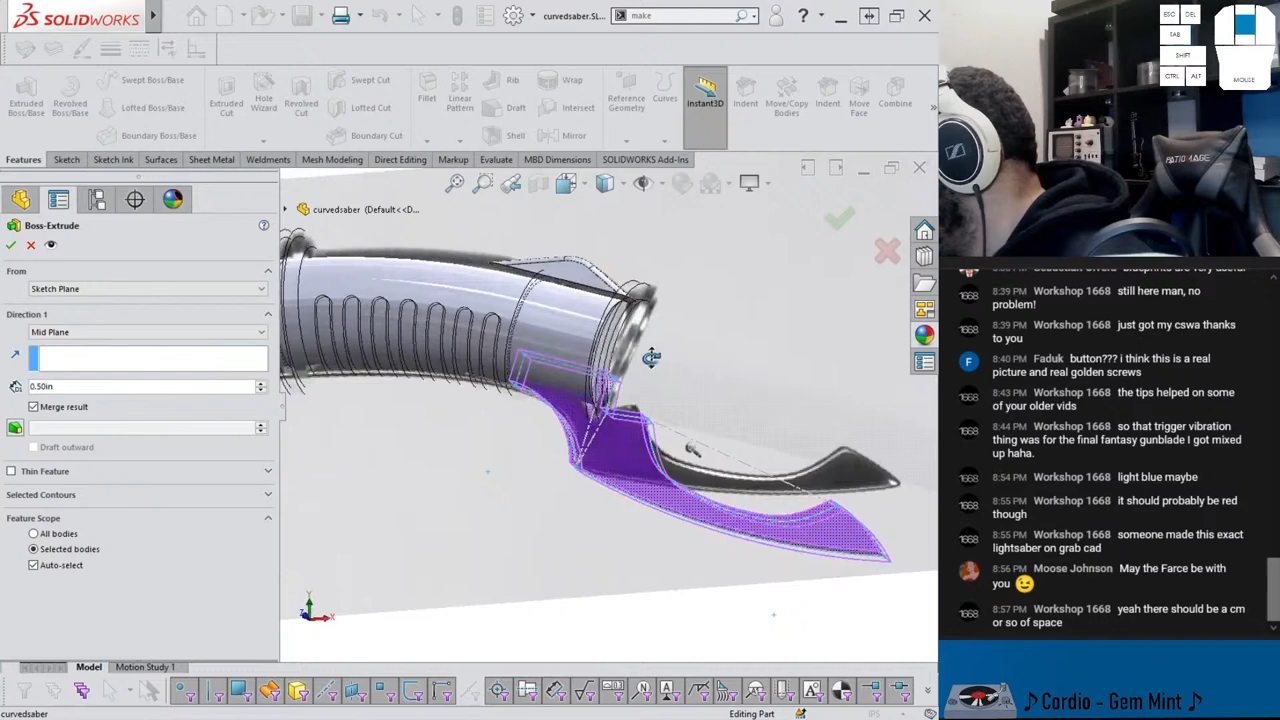 SOLIDWORKS
curvedsaber.SL...
make
ESC
DEL
TAB
SHIFT
CTRL
ALT
MOUSE
Extruded Boss/Base
Revolved Boss/Base
Swept Boss/Base
Lofted Boss/Base
Boundary Boss/Base
Extruded Cut
Hole Wizard
Revolved Cut
Swept Cut
Lofted Cut
Boundary Cut
Fillet
Linear Pattern
Rib
Draft
Shell
Wrap
Intersect
Mirror
Reference Geometry
Curves
Instant3D
Indent
Move/Copy Bodies
Indent
Move Face
Combine
Features
Sketch
Sketch Ink
Surfaces
Sheet Metal
Weldments
Mesh Modeling
Direct Editing
Markup
Evaluate
MBD Dimensions
SOLIDWORKS Add-Ins
curvedsaber (Default<<D...
Boss-Extrude
From
Sketch Plane
Direction 1
Mid Plane
0.50in
Merge result
Draft outward
Thin Feature
Selected Contours
Feature Scope
All bodies
Selected bodies
Auto-select
Y
X
Z
Model
Motion Study 1
curvedsaber
Editing Part
IPS
blueprints are very useful
8:39 PM Workshop 1668 still here man, no
problem!
8:39 PM Workshop 1668 just got my cswa thanks
to you
8:40 PM Faduk button??? i think this is a real
picture and real golden screws
8:43 PM Workshop 1668 the tips helped on some
of your older vids
8:44 PM Workshop 1668 so that trigger vibration
thing was for the final fantasy gunblade I got mixed
up haha.
8:54 PM Workshop 1668 light blue maybe
8:55 PM Workshop 1668 it should probably be red
though
8:55 PM Workshop 1668 someone made this exact
lightsaber on grab cad
8:56 PM Moose Johnson May the Farce be with
you 😉
8:57 PM Workshop 1668 yeah there should be a cm
or so of space
♪ Cordio - Gem Mint ♪